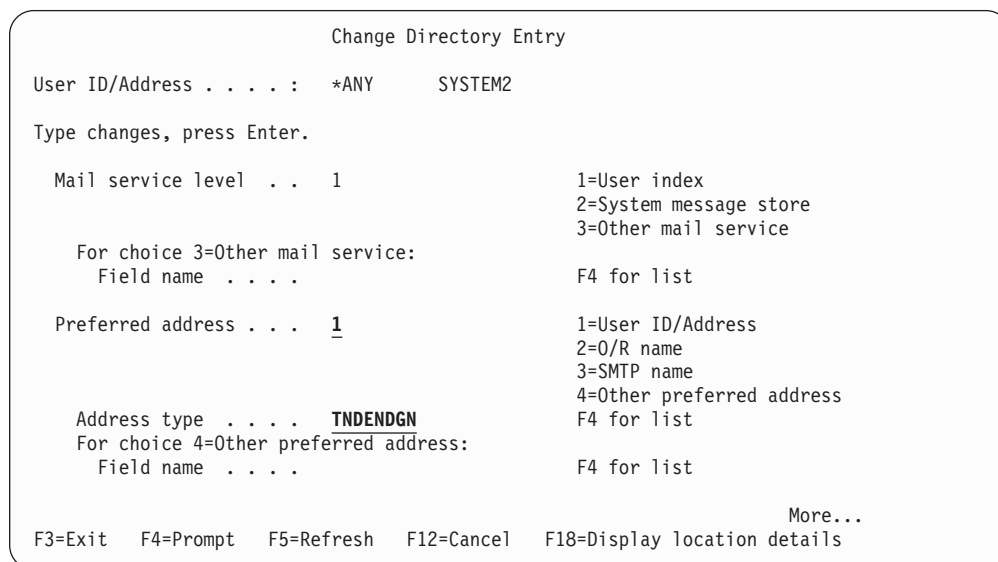 Change Directory Entry
User ID/Address . . . . : *ANY SYSTEM2
Type changes, press Enter.
Mail service level . . 1 1=User index
2=System message store
3=Other mail service
For choice 3=Other mail service:
Field name . . . . F4 for list
Preferred address . . . 1 1=User ID/Address
2=O/R name
3=SMTP name
4=Other preferred address
Address type . . . . TNDENDGN F4 for list
For choice 4=Other preferred address:
Field name . . . . F4 for list
More...
F3=Exit F4=Prompt F5=Refresh F12=Cancel F18=Display location details